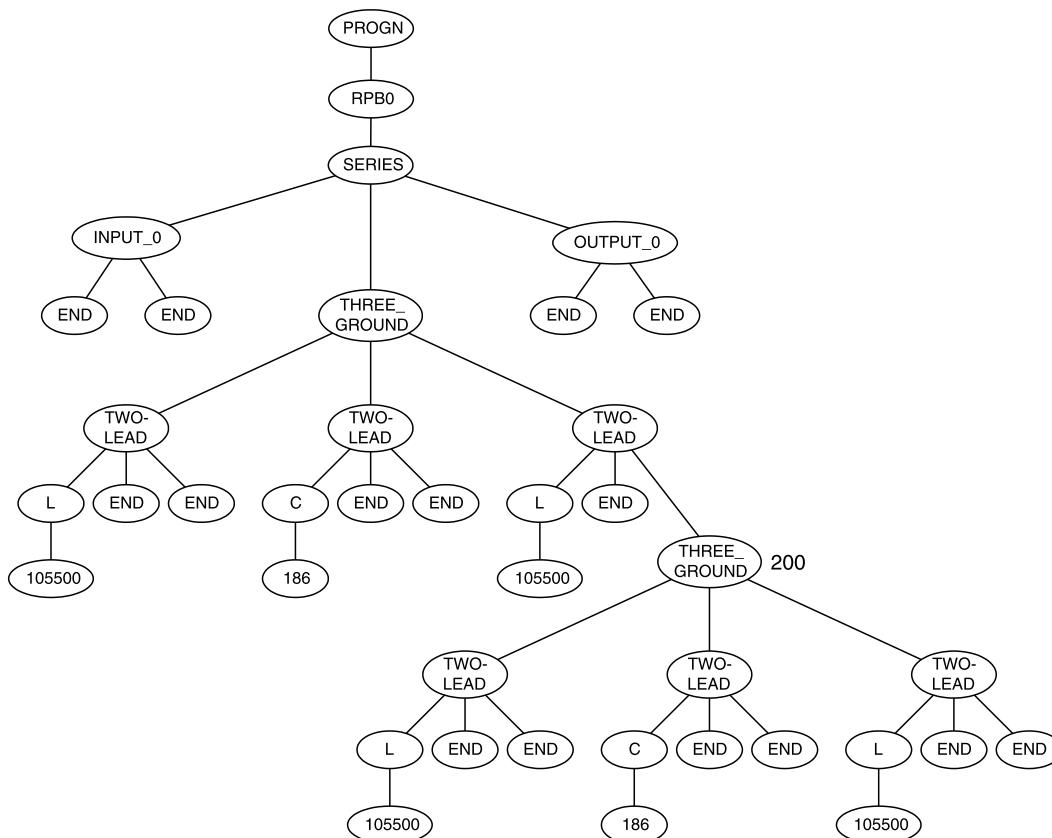 PROGN
RPB0
SERIES
INPUT_0
OUTPUT_0
END
END
END
END
THREE_
GROUND
TWO-
LEAD
TWO-
LEAD
TWO-
LEAD
L
END
END
C
END
END
L
END
105500
186
105500
THREE_
GROUND
200
TWO-
LEAD
TWO-
LEAD
TWO-
LEAD
L
END
END
C
END
END
L
END
END
105500
186
105500